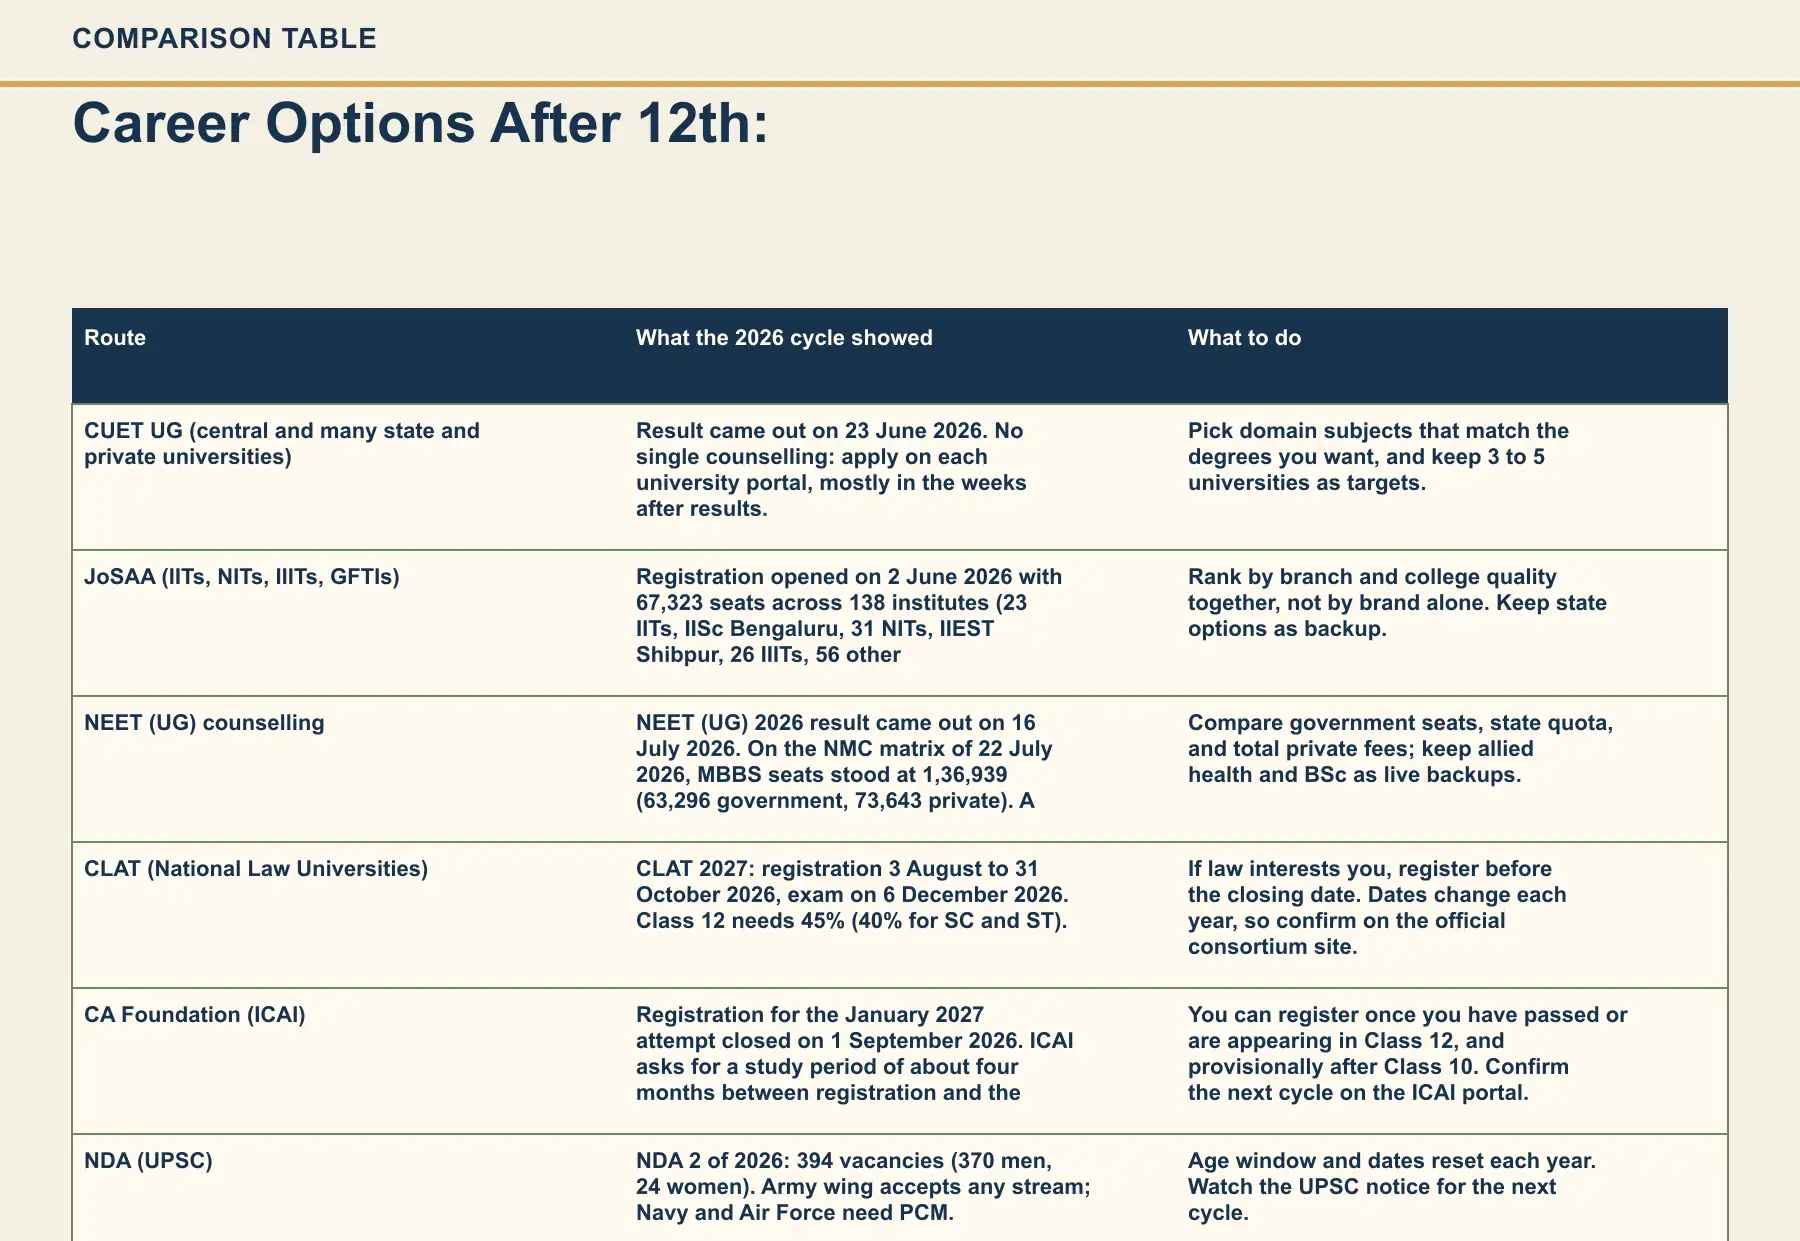 COMPARISON TABLE
Career Options After 12th:
Route
What the 2026 cycle showed
What to do
CUET UG (central and many state and
private universities)
Result came out on 23 June 2026. No
single counselling: apply on each
university portal, mostly in the weeks
after results.
Pick domain subjects that match the
degrees you want, and keep 3 to 5
universities as targets.
JoSAA (IITs, NITs, IIITs, GFTIs)
Registration opened on 2 June 2026 with
67,323 seats across 138 institutes (23
IITs, IISc Bengaluru, 31 NITs, IIEST
Shibpur, 26 IIITs, 56 other
Rank by branch and college quality
together, not by brand alone. Keep state
options as backup.
NEET (UG) counselling
NEET (UG) 2026 result came out on 16
July 2026. On the NMC matrix of 22 July
2026, MBBS seats stood at 1,36,939
(63,296 government, 73,643 private). A
Compare government seats, state quota,
and total private fees; keep allied
health and BSc as live backups.
CLAT (National Law Universities)
CLAT 2027: registration 3 August to 31
October 2026, exam on 6 December 2026.
Class 12 needs 45% (40% for SC and ST).
If law interests you, register before
the closing date. Dates change each
year, so confirm on the official
consortium site.
CA Foundation (ICAI)
Registration for the January 2027
attempt closed on 1 September 2026. ICAI
asks for a study period of about four
months between registration and the
You can register once you have passed or
are appearing in Class 12, and
provisionally after Class 10. Confirm
the next cycle on the ICAI portal.
NDA (UPSC)
NDA 2 of 2026: 394 vacancies (370 men,
24 women). Army wing accepts any stream;
Navy and Air Force need PCM.
Age window and dates reset each year.
Watch the UPSC notice for the next
cycle.